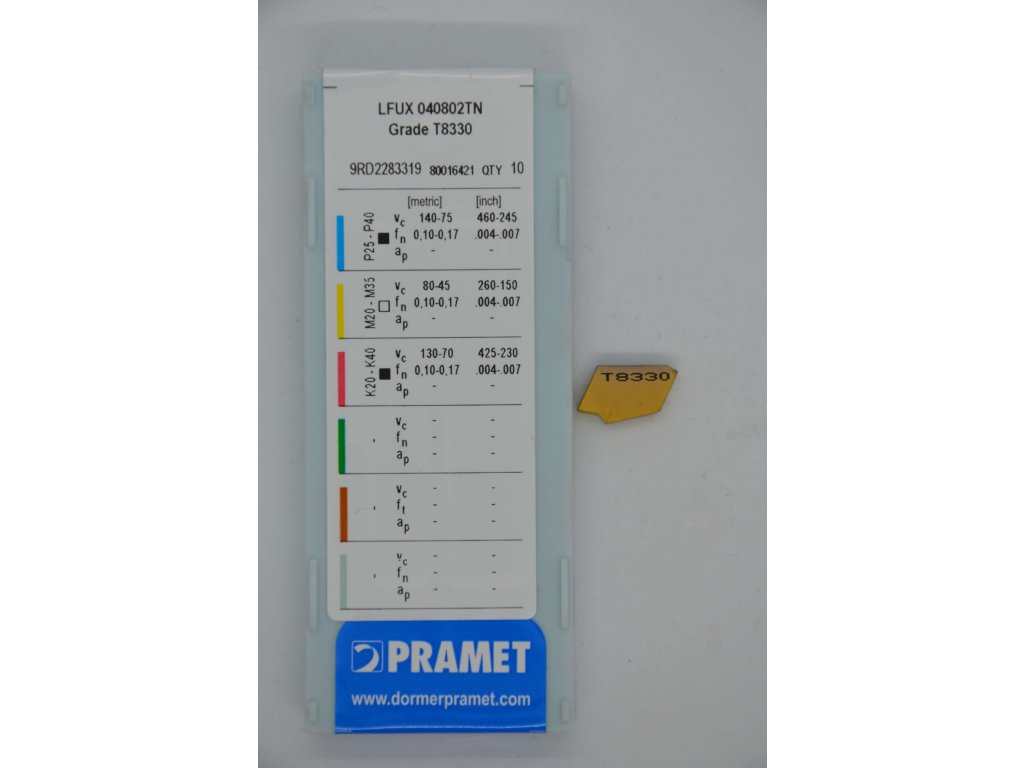 LFUX 040802TN
Grade T8330
9RD2283319 80016421 QTY 10
[metric] [inch]
P25 - P40
vc 140-75 460-245
fn 0,10-0,17 .004-.007
ap - -
M20 - M35
vc 80-45 260-150
fn 0,10-0,17 .004-.007
ap - -
K20 - K40
vc 130-70 425-230
fn 0,10-0,17 .004-.007
ap - -
vc - -
fn - -
ap - -
vc - -
ft - -
ap - -
vc - -
fn - -
ap - -
PRAMET
www.dormerpramet.com
T8330